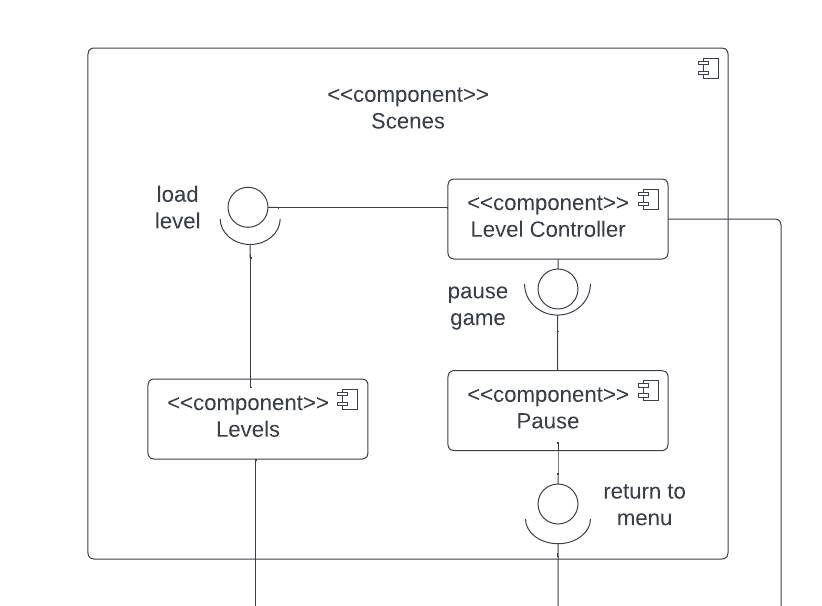 <<component>>
Scenes
load
level
<<component>>
Level Controller
pause
game
<<component>>
Levels
<<component>>
Pause
return to
menu